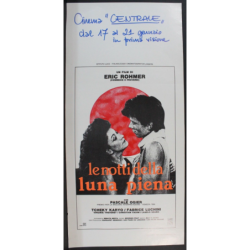 Cinema "CENTRALE"
dal 17 al 21 gennaio
in prima visione
UN FILM DI
ERIC ROHMER
le notti della
luna piena
PASCALE OGIER
TCHEKY KARYO FABRICE LUCHINI